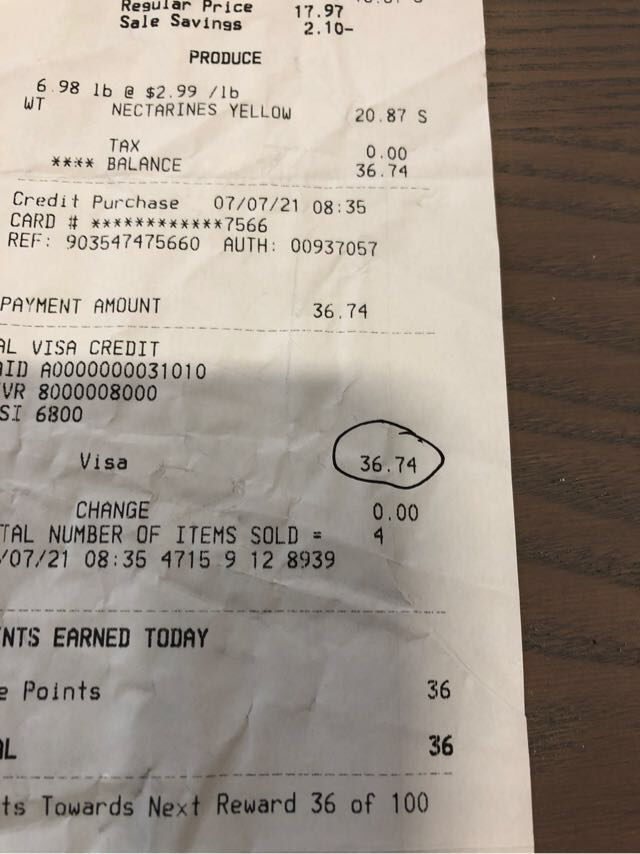 Regular Price 17.97
Sale Savings 2.10-
PRODUCE
6.98 lb @ $2.99 /lb
WT NECTARINES YELLOW 20.87 S
TAX 0.00
**** BALANCE 36.74
Credit Purchase 07/07/21 08:35
CARD # ************7566
REF: 903547475660 AUTH: 00937057
PAYMENT AMOUNT 36.74
AL VISA CREDIT
AID A0000000031010
VR 8000008000
SI 6800
Visa 36.74
CHANGE 0.00
TAL NUMBER OF ITEMS SOLD = 4
/07/21 08:35 4715 9 12 8939
NTS EARNED TODAY
e Points 36
AL 36
ts Towards Next Reward 36 of 100